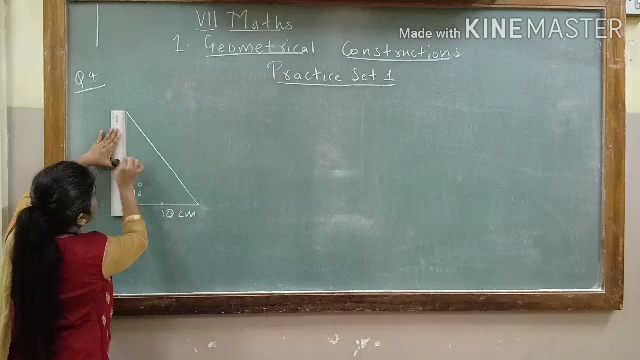 VII Maths
Made with KINEMASTER
1. Geometrical Constructions
Practice Set 1
Q4
10 cm